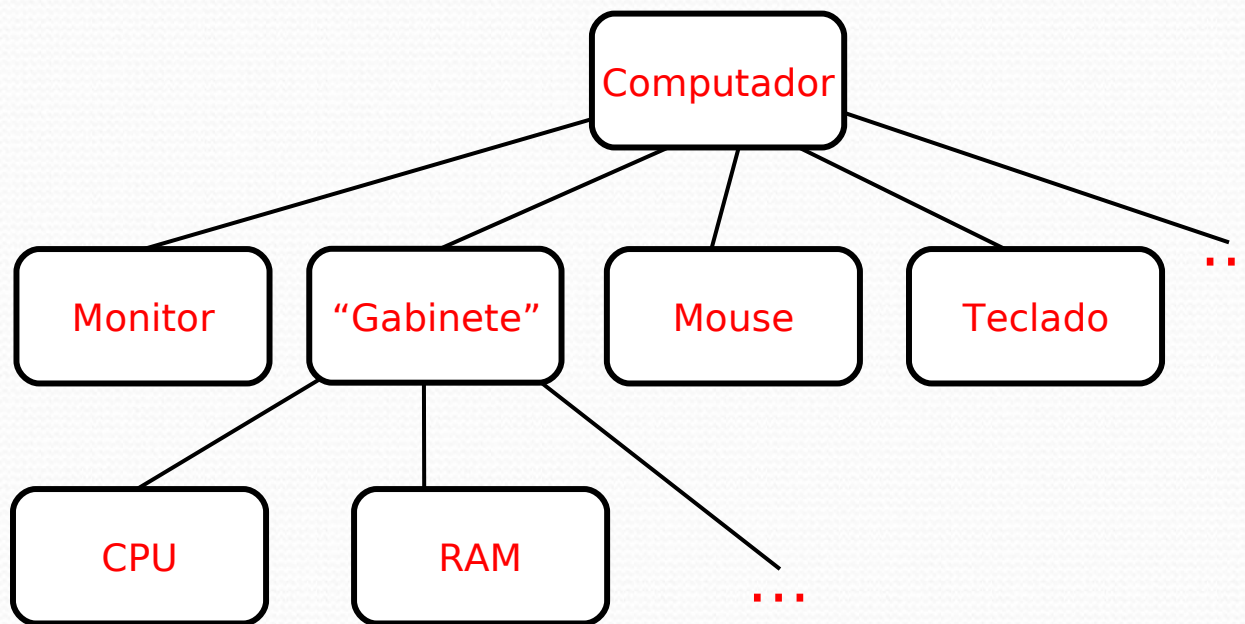 Computador
Monitor
“Gabinete”
Mouse
Teclado
..
CPU
RAM
...